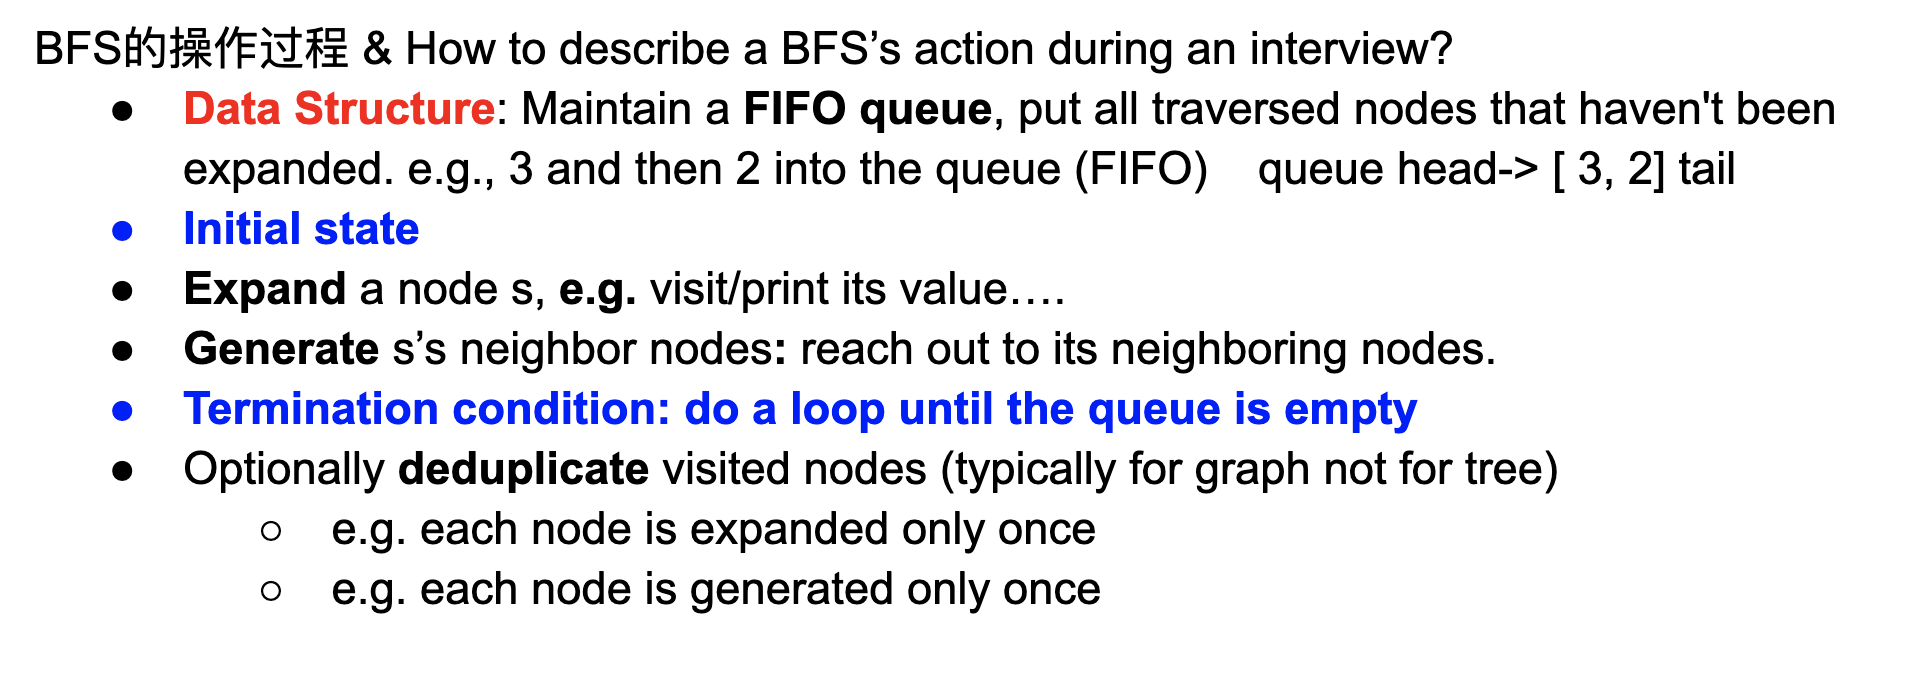 BFS的操作过程 & How to describe a BFS’s action during an interview?
● Data Structure: Maintain a FIFO queue, put all traversed nodes that haven't been
expanded. e.g., 3 and then 2 into the queue (FIFO) queue head-> [ 3, 2] tail
● Initial state
● Expand a node s, e.g. visit/print its value….
● Generate s’s neighbor nodes: reach out to its neighboring nodes.
● Termination condition: do a loop until the queue is empty
● Optionally deduplicate visited nodes (typically for graph not for tree)
○ e.g. each node is expanded only once
○ e.g. each node is generated only once